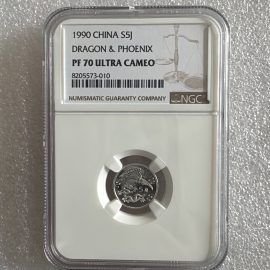 1990 CHINA S5J
DRAGON & PHOENIX
PF 70 ULTRA CAMEO
8205573-010
NUMISMATIC GUARANTY COMPANY
NGC